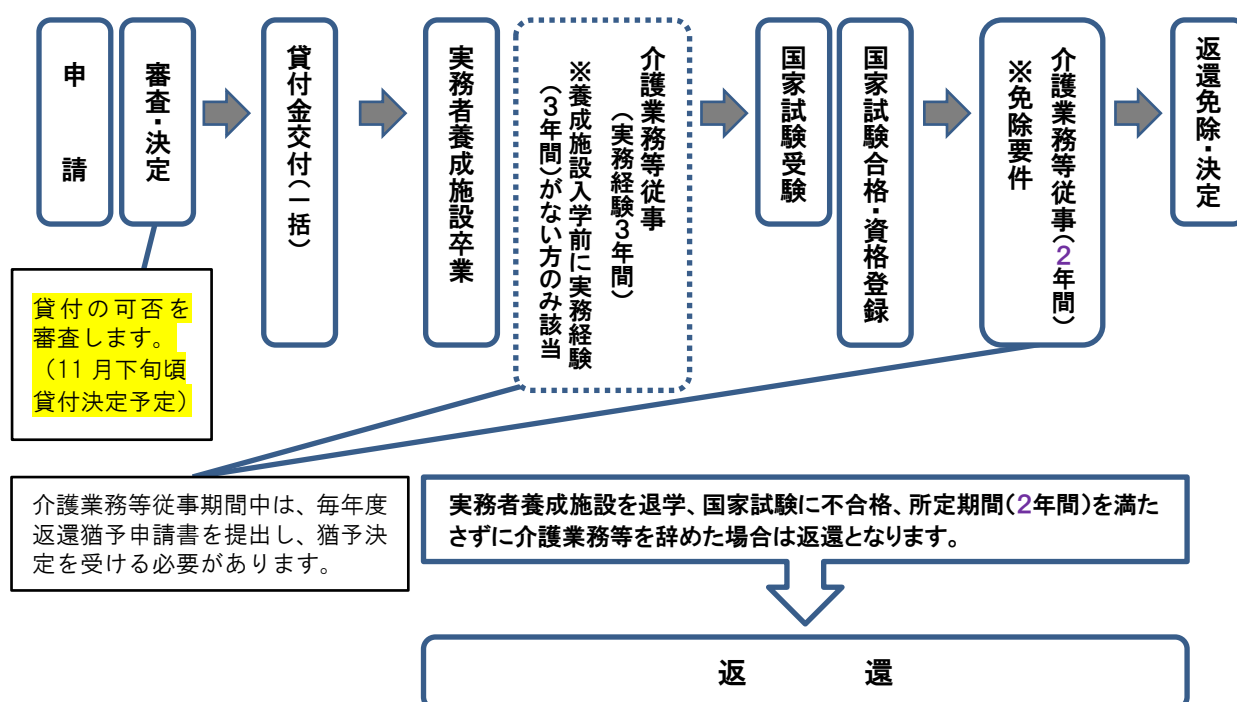 申請
審査・決定
貸付金交付(一括)
実務者養成施設卒業
介護業務等従事
(実務経験3年間)
※養成施設入学前に実務経験
(3年間)がない方のみ該当
国家試験受験
国家試験合格・資格登録
介護業務等従事(2年間)
※免除要件
返還免除・決定
貸付の可否を
審査します。
(11月下旬頃
貸付決定予定)
介護業務等従事期間中は、毎年度
返還猶予申請書を提出し、猶予決
定を受ける必要があります。
実務者養成施設を退学、国家試験に不合格、所定期間(2年間)を満た
さずに介護業務等を辞めた場合は返還となります。
返還